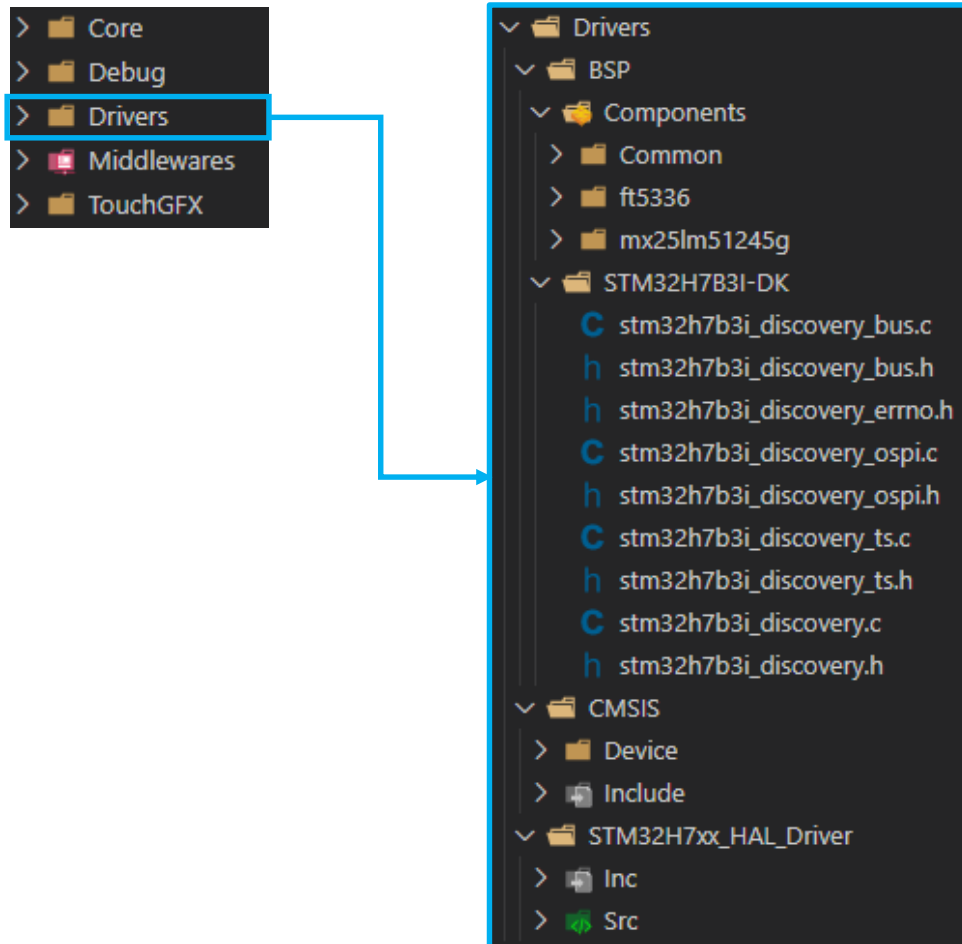 Core
Debug
Drivers
Middlewares
TouchGFX
Drivers
BSP
Components
Common
ft5336
mx25lm51245g
STM32H7B3I-DK
C stm32h7b3i_discovery_bus.c
h stm32h7b3i_discovery_bus.h
h stm32h7b3i_discovery_errno.h
C stm32h7b3i_discovery_ospi.c
h stm32h7b3i_discovery_ospi.h
C stm32h7b3i_discovery_ts.c
h stm32h7b3i_discovery_ts.h
C stm32h7b3i_discovery.c
h stm32h7b3i_discovery.h
CMSIS
Device
Include
STM32H7xx_HAL_Driver
Inc
Src